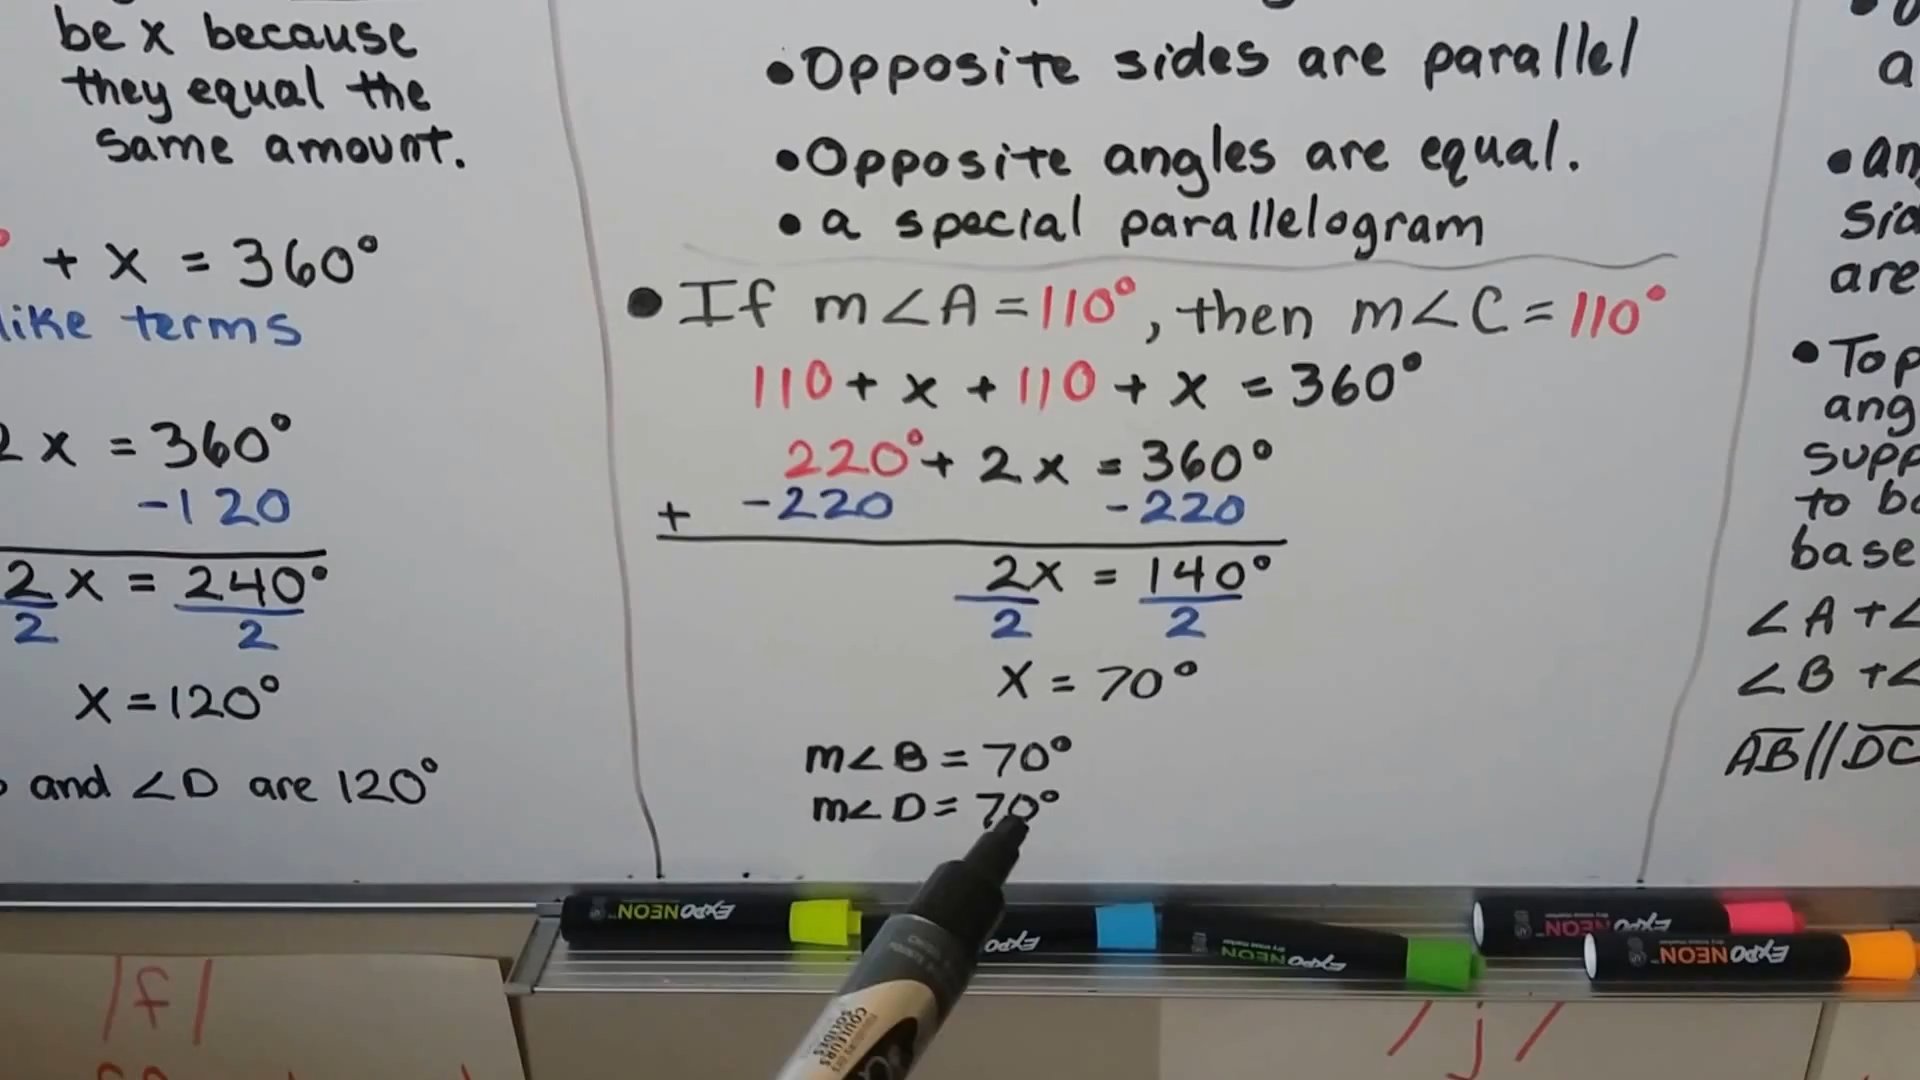 be x because
they equal the
same amount.
+ x = 360°
like terms
2x = 360°
-120
2x = 240°
2 2
x = 120°
and ∠D are 120°
• Opposite sides are parallel
• Opposite angles are equal.
• a special parallelogram
• If m∠A = 110°, then m∠C = 110°
110 + x + 110 + x = 360°
220° + 2x = 360°
+ -220 -220
2x = 140°
2 2
x = 70°
m∠B = 70°
m∠D = 70°
a
• an
sid
are
• Top
ang
supp
to ba
base
∠A + ∠
∠B + ∠
AB // DC
EXPO NEON
EXPO
EXPO NEON
EXPO NEON
EXPO NEON
COULEURS
SOLIDES
/f/
/j/